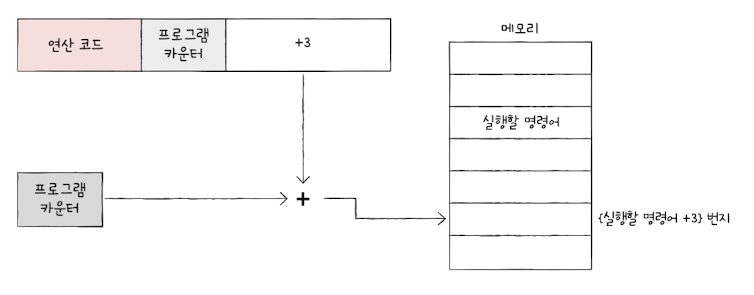 연산 코드
프로그램
카운터
+3
메모리
실행할 명령어
프로그램
카운터
+
{실행할 명령어 +3} 번지